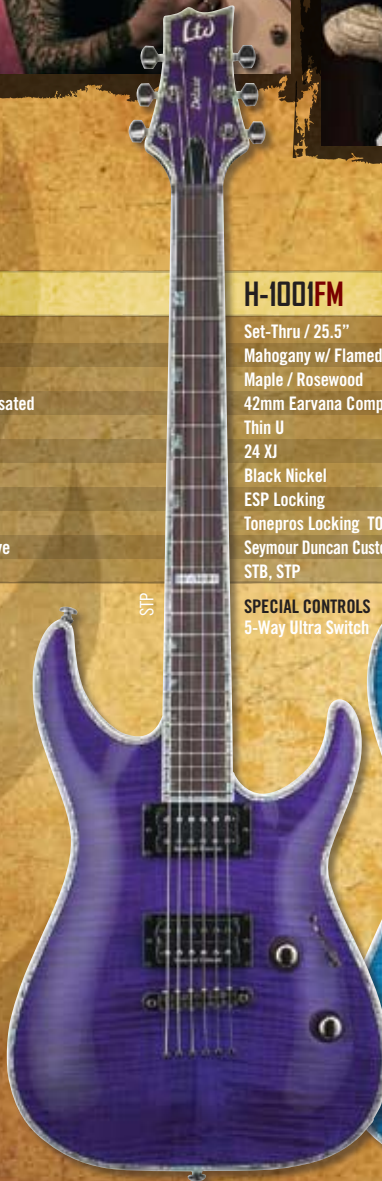 Ltd
Deluxe
H-1001FM
Set-Thru / 25.5”
Mahogany w/ Flamed
Maple / Rosewood
sated
42mm Earvana Comp
Thin U
24 XJ
Black Nickel
ESP Locking
Tonepros Locking TO
ve
Seymour Duncan Custo
STB, STP
STP
SPECIAL CONTROLS
5-Way Ultra Switch